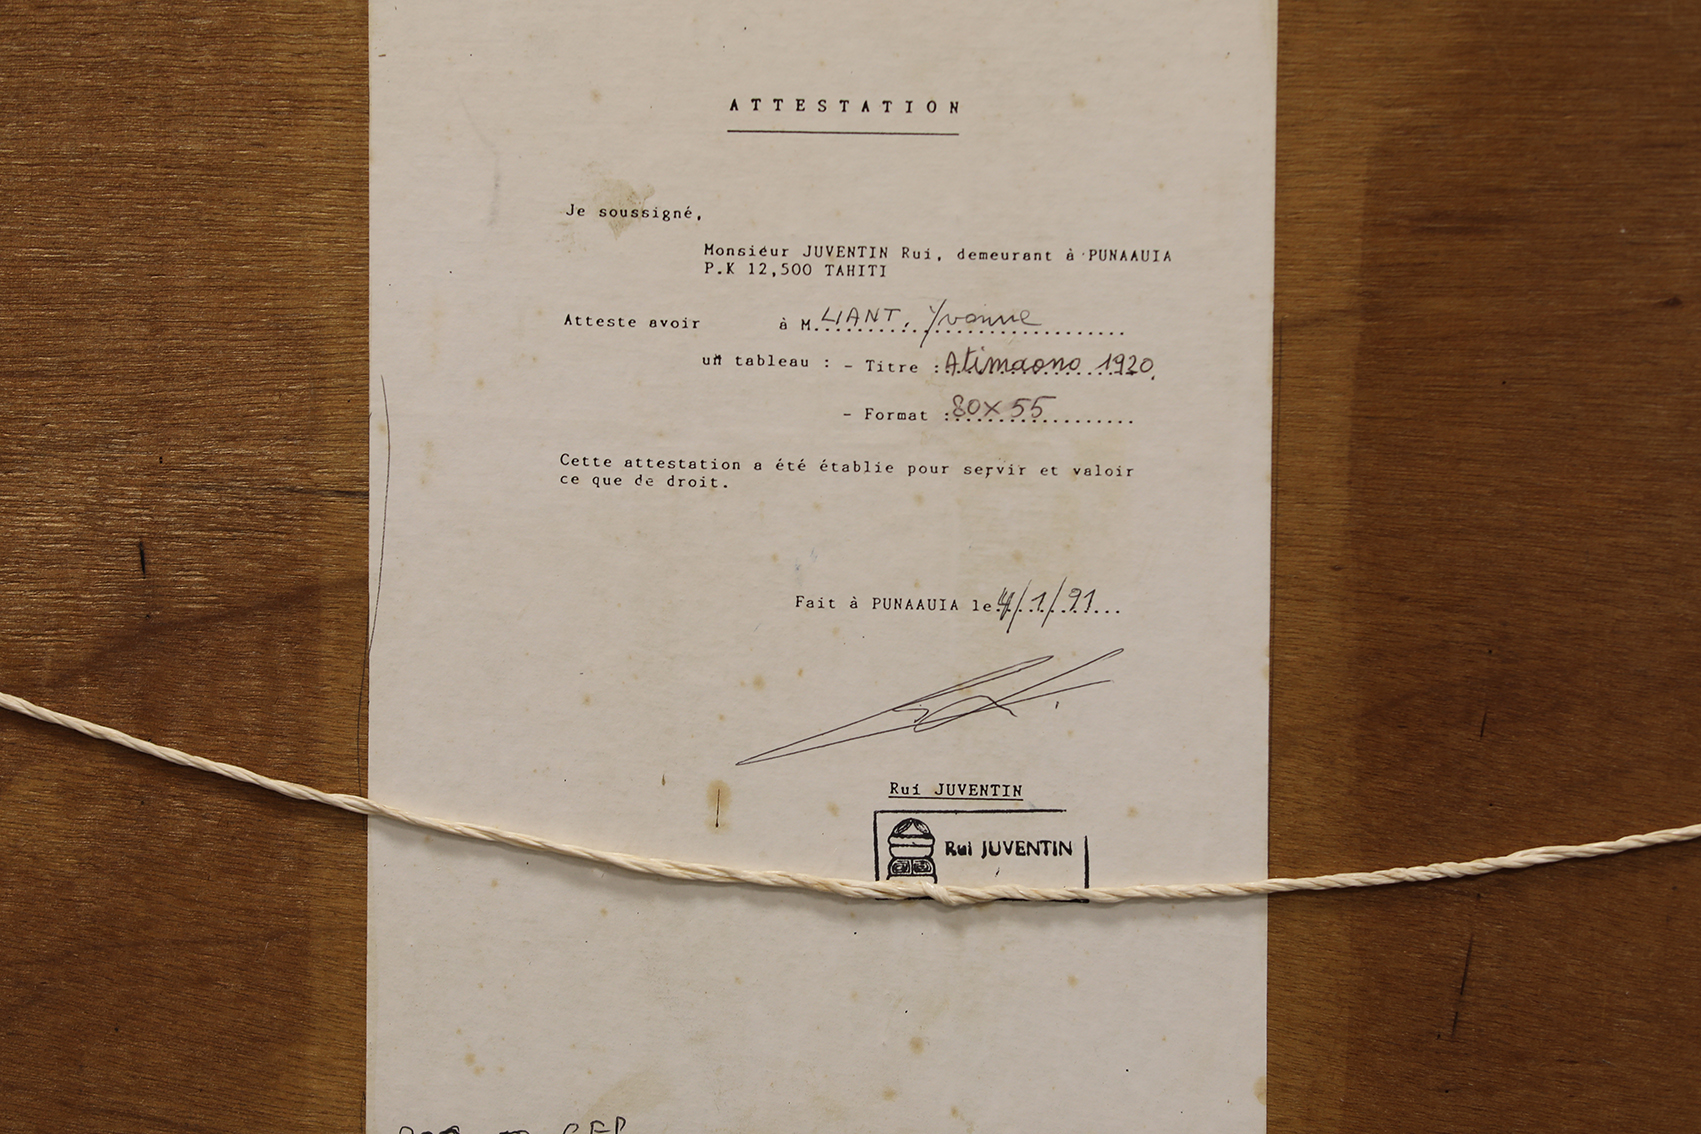 ATTESTATION
Je soussigné,
Monsieur JUVENTIN Rui, demeurant à PUNAAUIA
P.K 12,500 TAHITI
Atteste avoir à M. LIANT, Yvonne
un tableau : - Titre : Atimaono 1920.
- Format : 80x55
Cette attestation a été établie pour servir et valoir
ce que de droit.
Fait à PUNAAUIA le 4/1/91
Rui JUVENTIN
Rui JUVENTIN